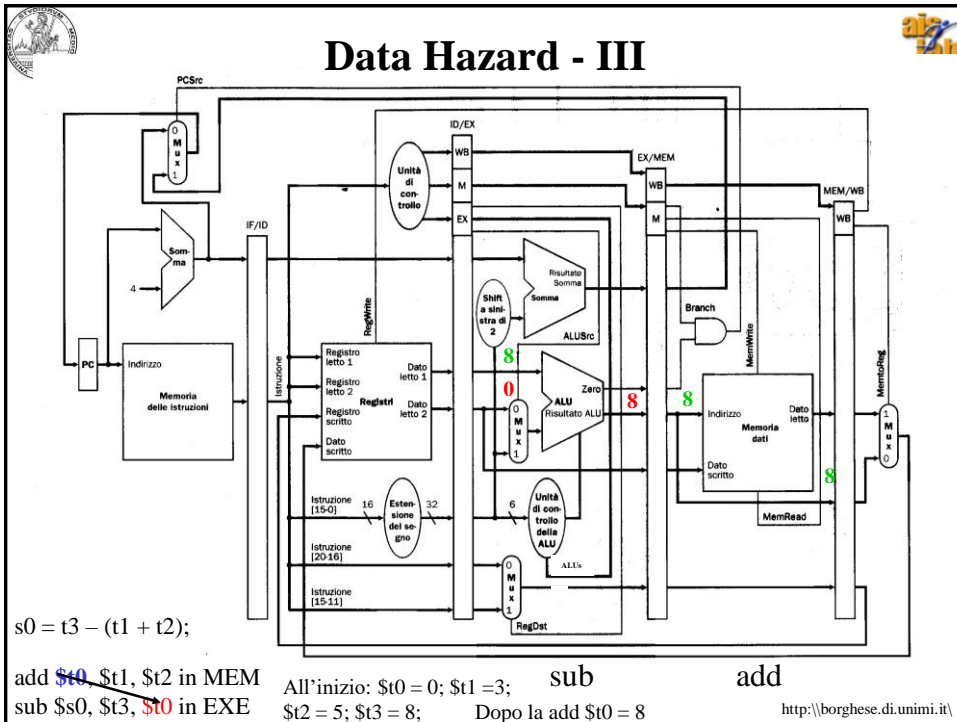 Data Hazard - III
PCSrc
0
M
u
x
1
ID/EX
WB
M
EX
Unità
di
con-
trollo
EX/MEM
WB
M
MEM/WB
WB
IF/ID
Som-
ma
4
RegWrite
Shift
a sini-
stra di
2
Risultato
Somma
Somma
ALUSrc
Branch
MemWrite
MemtoReg
PC
Indirizzo
Memoria
delle istruzioni
Istruzione
Registro
letto 1
Registro
letto 2
Registro
scritto
Dato
scritto
Registri
Dato
letto 1
Dato
letto 2
8
0
0
M
u
x
1
Zero
ALU
Risultato ALU
8
8
Indirizzo
Memoria
dati
Dato
letto
Dato
scritto
8
1
M
u
x
0
MemRead
Istruzione
[15-0]
16
Esten-
sione
del se-
gno
32
6
Unità
di con-
trollo
della
ALU
ALUs
Istruzione
[20-16]
Istruzione
[15-11]
0
M
u
x
1
RegDst
s0 = t3 – (t1 + t2);
add $t0, $t1, $t2 in MEM
sub $s0, $t3, $t0 in EXE
All'inizio: $t0 = 0; $t1 =3;
$t2 = 5; $t3 = 8; Dopo la add $t0 = 8
sub
add
http:\\borghese.di.unimi.it\